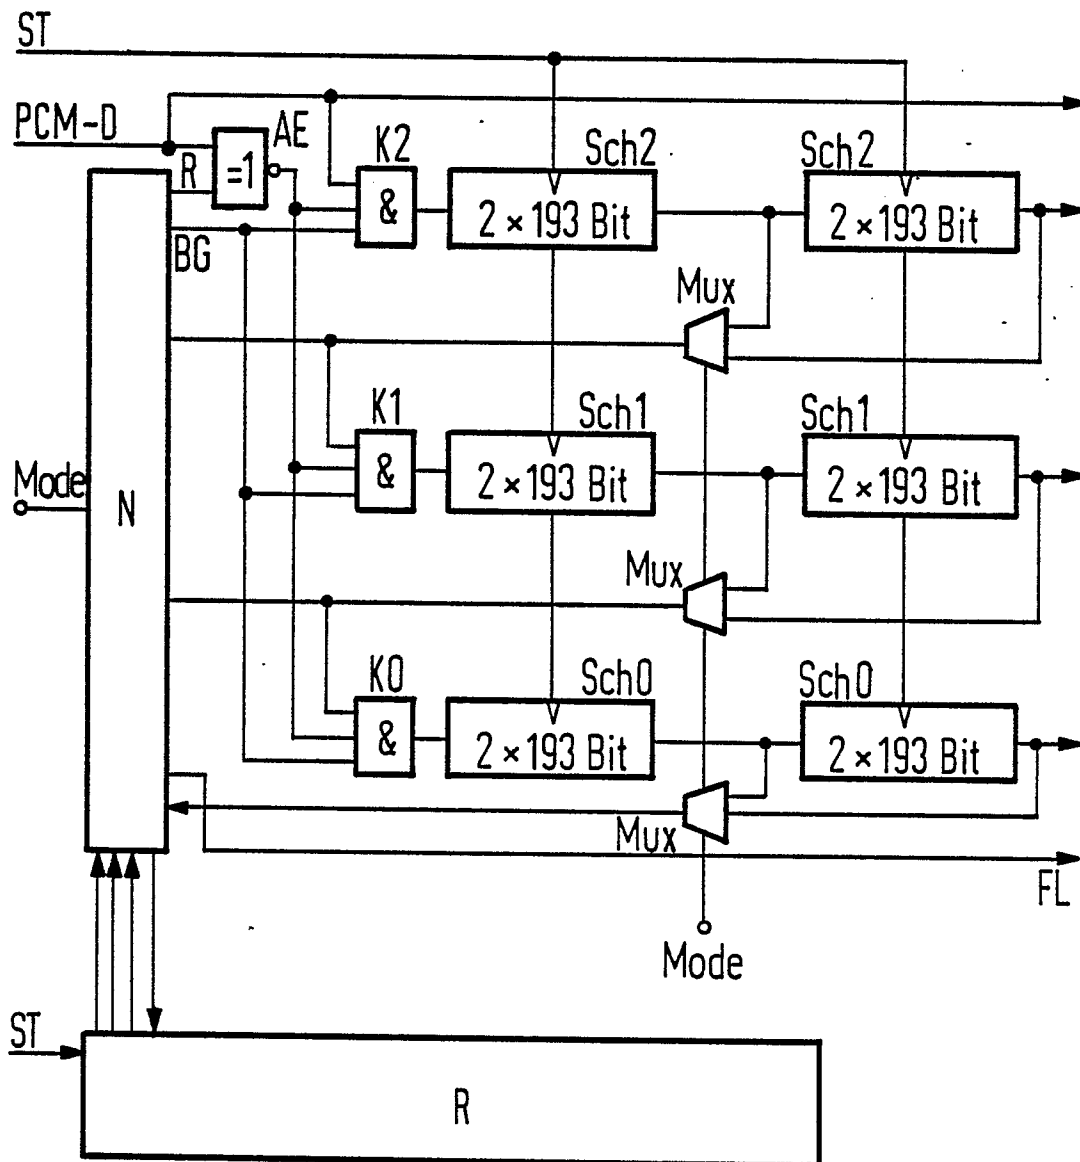 ST
PCM-D
AE
R
=1
K2
&
Sch2
2 × 193 Bit
Sch2
2 × 193 Bit
BG
Mux
K1
&
Sch1
2 × 193 Bit
Sch1
2 × 193 Bit
Mode
N
Mux
K0
&
Sch0
2 × 193 Bit
Sch0
2 × 193 Bit
Mux
FL
Mode
ST
R